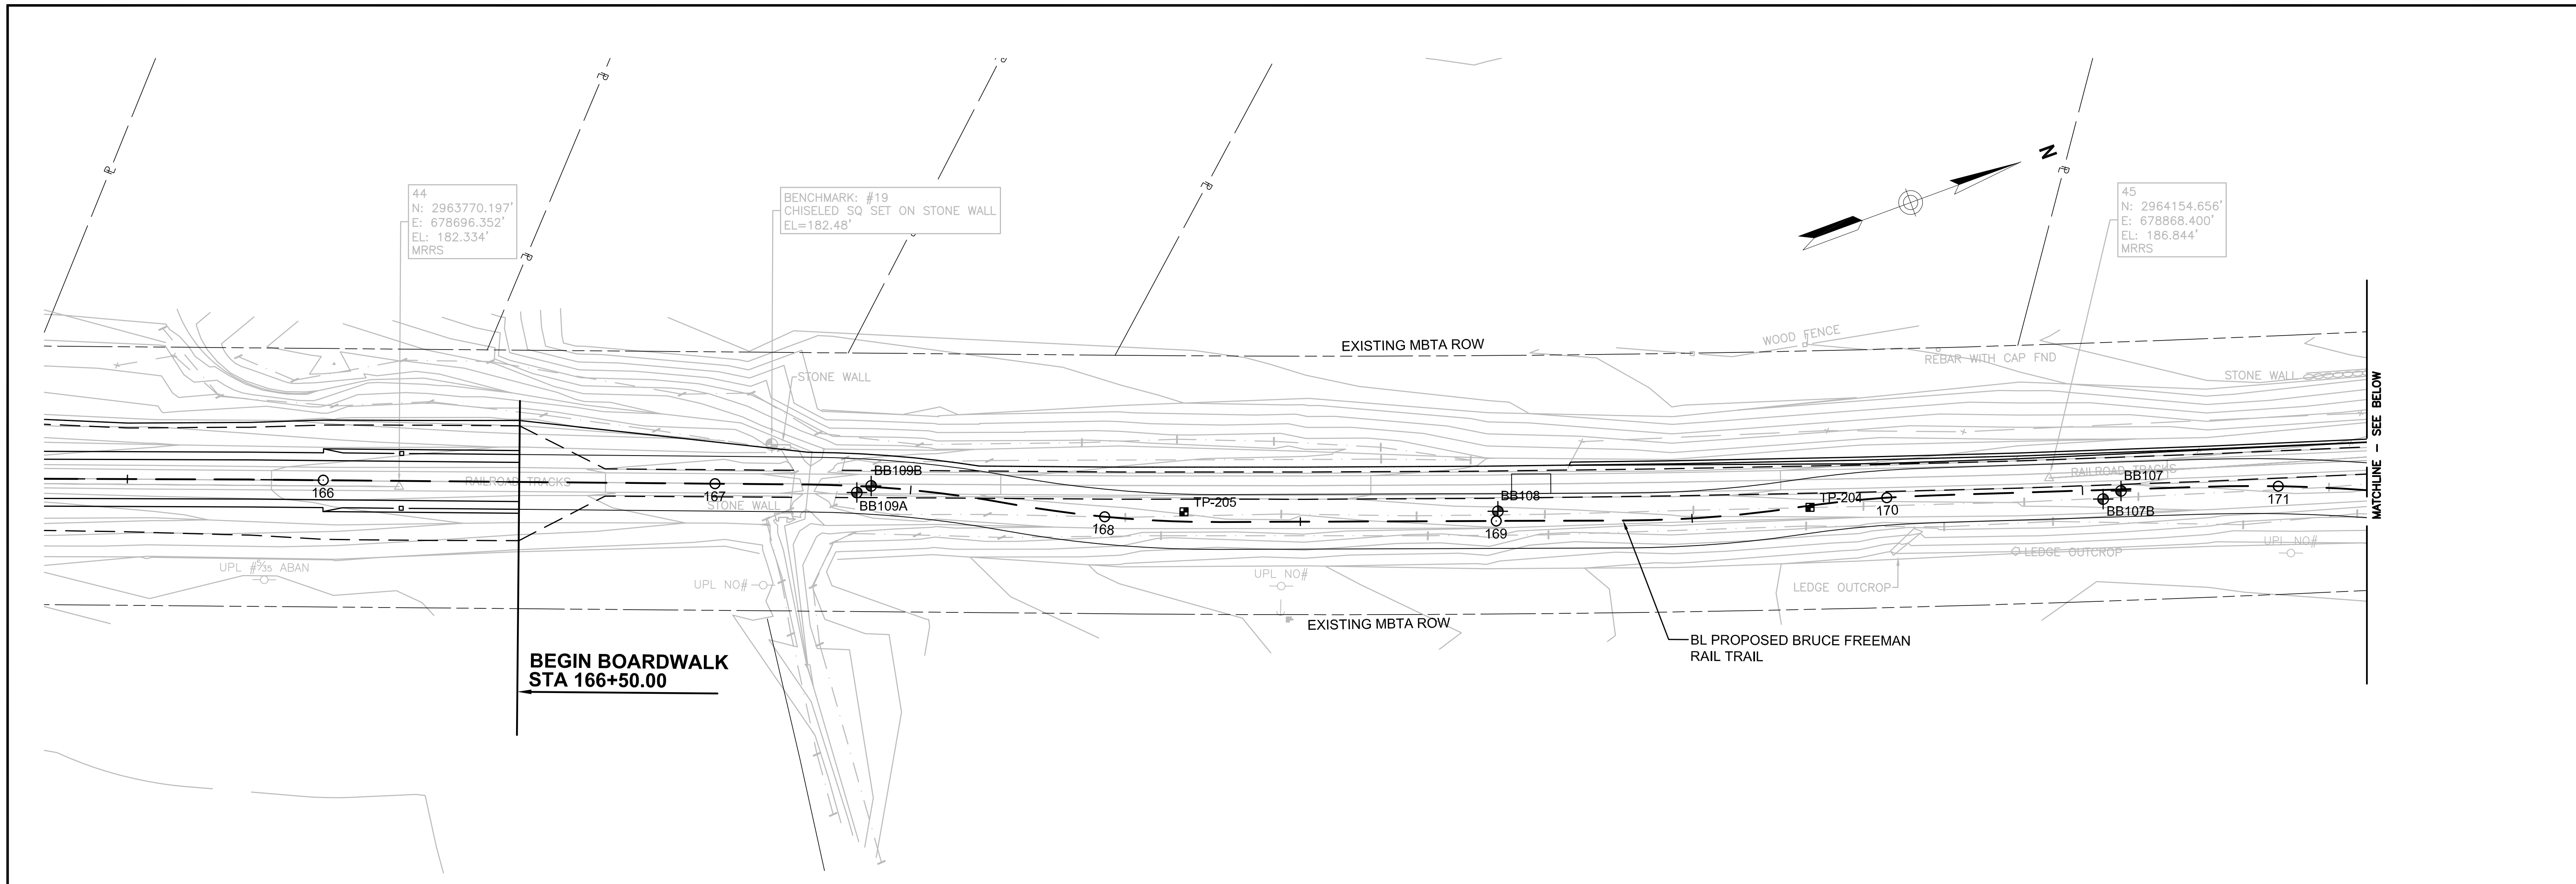 44
N: 2963770.197'
E: 678696.352'
EL: 182.334'
MRRS
BENCHMARK: #19
CHISELED SQ SET ON STONE WALL
EL=182.48'
N
45
N: 2964154.656'
E: 678868.400'
EL: 186.844'
MRRS
EXISTING MBTA ROW
WOOD FENCE
REBAR WITH CAP FND
STONE WALL
STONE WALL
MATCHLINE - SEE BELOW
RAILROAD TRACKS
RAILROAD TRACKS
BB109B
BB109A
BB108
BB107
BB107B
TP-205
TP-204
166
167
168
169
170
171
STONE WALL
UPL #5/35 ABAN
UPL NO#
UPL NO#
UPL NO#
LEDGE OUTCROP
LEDGE OUTCROP
EXISTING MBTA ROW
BL PROPOSED BRUCE FREEMAN
RAIL TRAIL
BEGIN BOARDWALK
STA 166+50.00